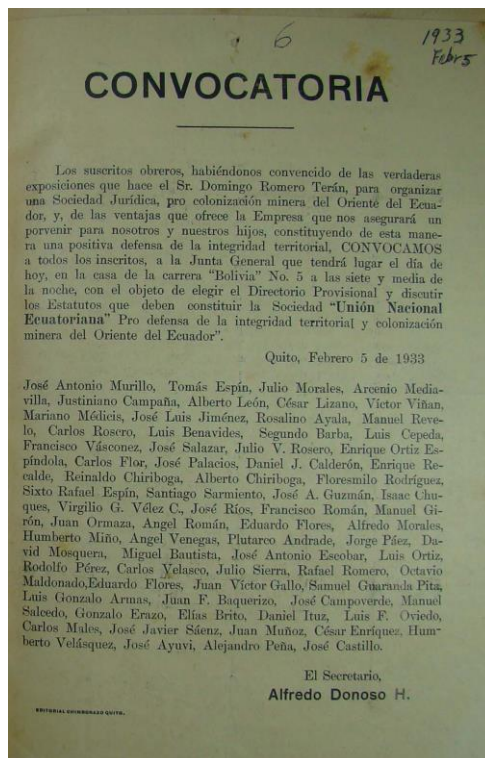 6
1933
Febr 5
CONVOCATORIA
Los suscritos obreros, habiéndonos convencido de las verdaderas
exposiciones que hace el Sr. Domingo Romero Terán, para organizar
una Sociedad Jurídica, pro colonización minera del Oriente del Ecua-
dor, y, de las ventajas que ofrece la Empresa que nos asegurará un
porvenir para nosotros y nuestros hijos, constituyendo de esta mane-
ra una positiva defensa de la integridad territorial, CONVOCAMOS
a todos los inscritos, a la Junta General que tendrá lugar el día de
hoy, en la casa de la carrera "Bolivia" No. 5 a las siete y media de
la noche, con el objeto de elegir el Directorio Provisional y discutir
los Estatutos que deben constituir la Sociedad "Unión Nacional
Ecuatoriana" Pro defensa de la integridad territorial y colonización
minera del Oriente del Ecuador".
Quito, Febrero 5 de 1933
José Antonio Murillo, Tomás Espín, Julio Morales, Arcenio Media-
villa, Justiniano Campaña, Alberto León, César Lizano, Víctor Viñan,
Mariano Médicis, José Luis Jiménez, Rosalino Ayala, Manuel Reve-
lo, Carlos Rosero, Luis Benavides, Segundo Barba, Luis Cepeda,
Francisco Vásconez, José Salazar, Julio V. Rosero, Enrique Ortiz Es-
píndola, Carlos Flor, José Palacios, Daniel J. Calderón, Enrique Re-
calde, Reinaldo Chiriboga, Alberto Chiriboga, Floresmilo Rodríguez,
Sixto Rafael Espín, Santiago Sarmiento, José A. Guzmán, Isaac Chu-
ques, Virgilio G. Vélez C., José Ríos, Francisco Román, Manuel Gi-
rón, Juan Ormaza, Angel Román, Eduardo Flores, Alfredo Morales,
Humberto Miño, Angel Venegas, Plutarco Andrade, Jorge Páez, Da-
vid Mosquera, Miguel Bautista, José Antonio Escobar, Luis Ortiz,
Rodolfo Pérez, Carlos Velasco, Julio Sierra, Rafael Romero, Octavio
Maldonado,Eduardo Flores, Juan Víctor Gallo, Samuel Guaranda Pita,
Luis Gonzalo Armas, Juan F. Baquerizo, José Campoverde, Manuel
Salcedo, Gonzalo Erazo, Elías Brito, Daniel Ituz, Luis F. Oviedo,
Carlos Males, José Javier Sáenz, Juan Muñoz, César Enríquez, Hum-
berto Velásquez, José Ayuvi, Alejandro Peña, José Castillo.
El Secretario,
Alfredo Donoso H.
EDITORIAL CHIMBORAZO QUITO.